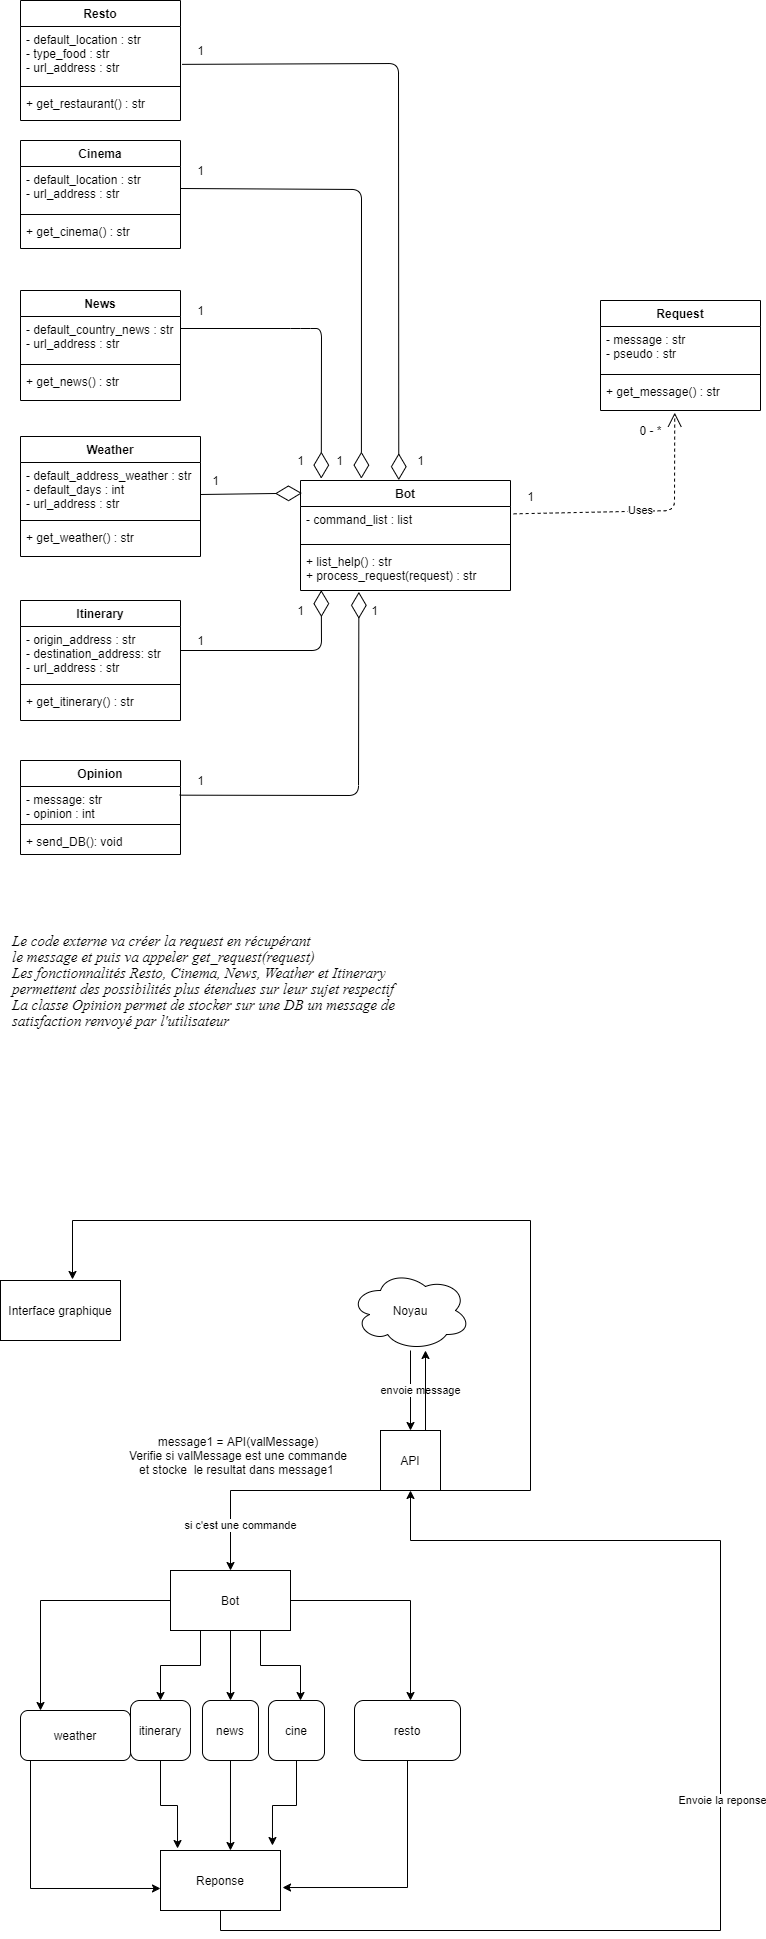 Resto
- default_location : str
- type_food : str
- url_address : str
+ get_restaurant() : str
1
Cinema
- default_location : str
- url_address : str
+ get_cinema() : str
1
News
- default_country_news : str
- url_address : str
+ get_news() : str
1
Request
- message : str
- pseudo : str
+ get_message() : str
0 - *
Weather
- default_address_weather : str
- default_days : int
- url_address : str
+ get_weather() : str
1
1
1
1
Bot
- command_list : list
+ list_help() : str
+ process_request(request) : str
1
Uses
1
1
Itinerary
- origin_address : str
- destination_address: str
- url_address : str
+ get_itinerary() : str
1
Opinion
- message: str
- opinion : int
+ send_DB(): void
1
Le code externe va créer la request en récupérant
le message et puis va appeler get_request(request)
Les fonctionnalités Resto, Cinema, News, Weather et Itinerary
permettent des possibilités plus étendues sur leur sujet respectif
La classe Opinion permet de stocker sur une DB un message de
satisfaction renvoyé par l'utilisateur
Interface graphique
Noyau
envoie message
message1 = API(valMessage)
Verifie si valMessage est une commande
et stocke le resultat dans message1
API
si c'est une commande
Bot
weather
itinerary
news
cine
resto
Envoie la reponse
Reponse